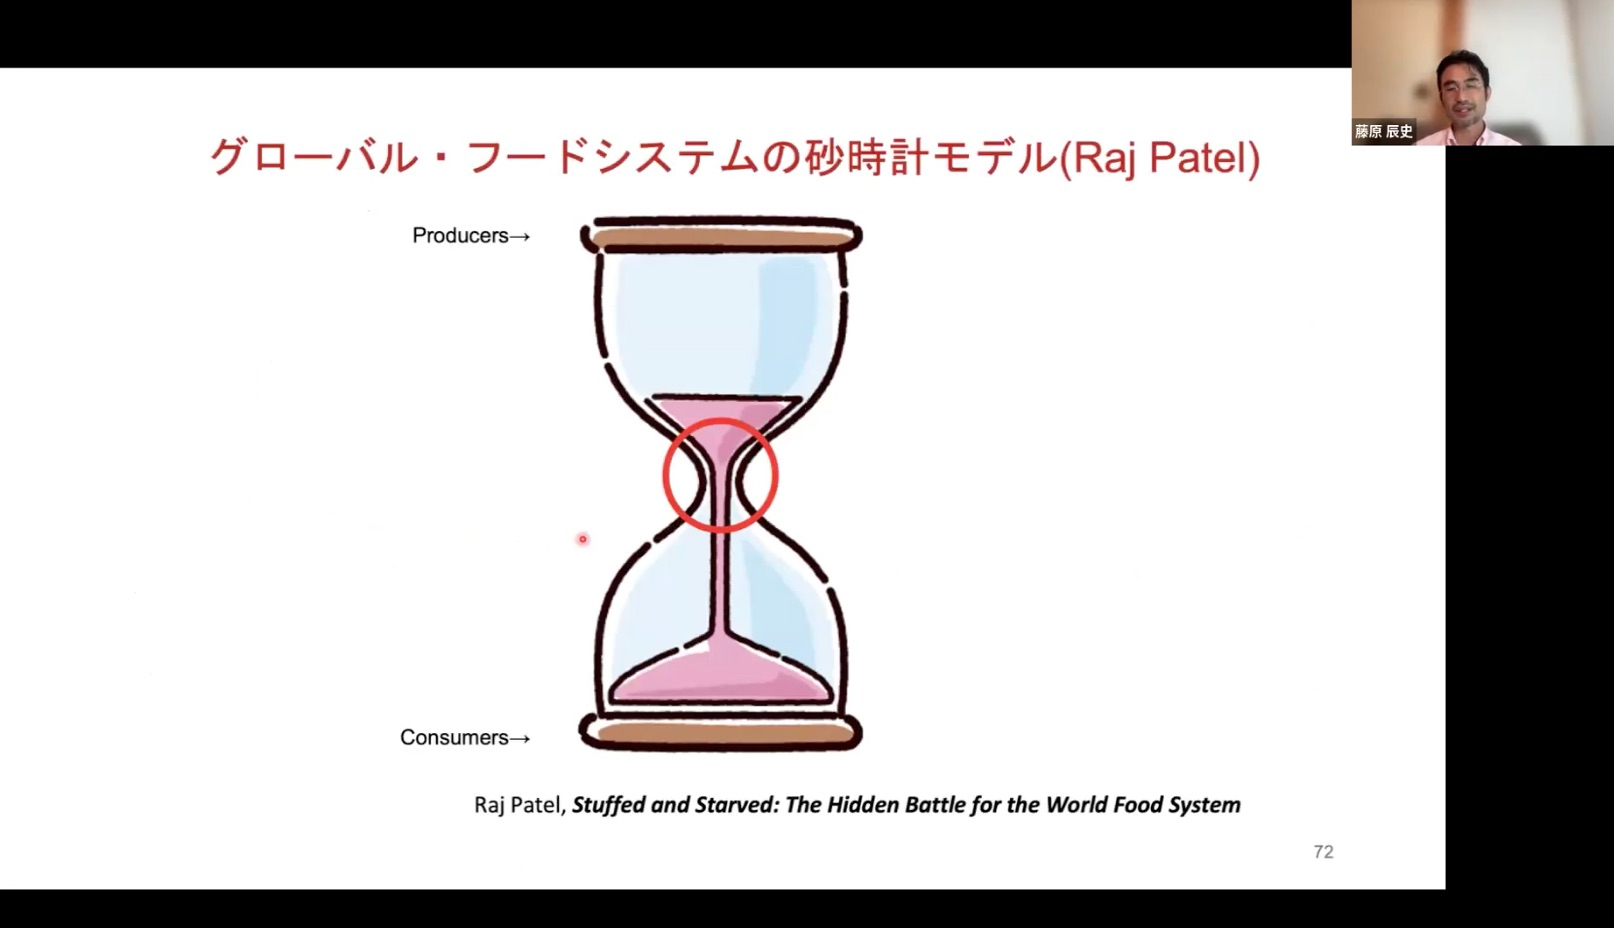 藤原 辰史
グローバル・フードシステムの砂時計モデル(Raj Patel)
Producers→
Consumers→
Raj Patel, Stuffed and Starved: The Hidden Battle for the World Food System
72